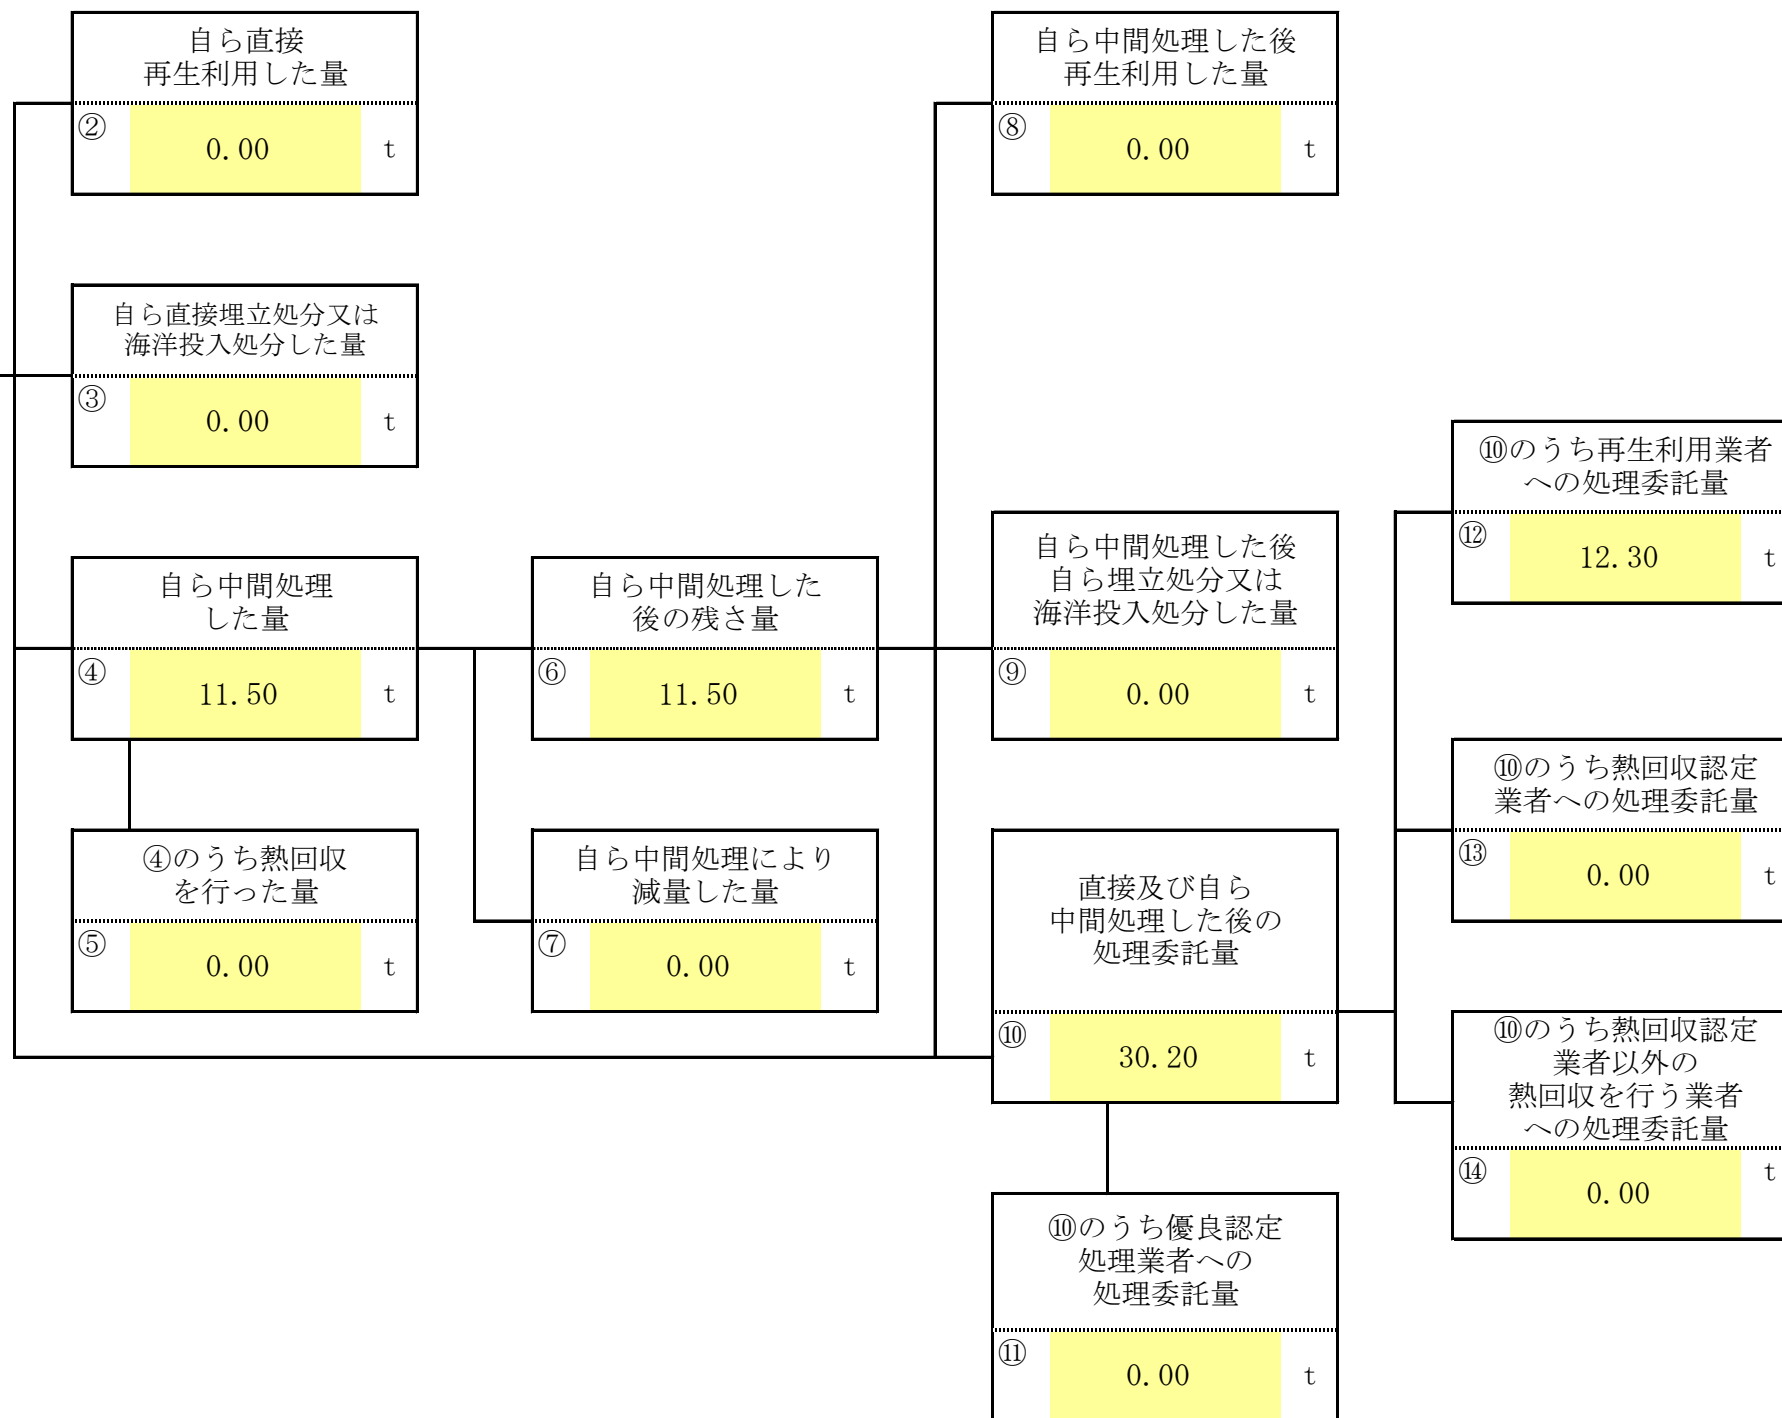 自ら直接
再生利用した量
② 0.00 t
自ら中間処理した後
再生利用した量
⑧ 0.00 t
自ら直接埋立処分又は
海洋投入処分した量
③ 0.00 t
⑩のうち再生利用業者
への処理委託量
⑫ 12.30 t
自ら中間処理
した量
④ 11.50 t
自ら中間処理した
後の残さ量
⑥ 11.50 t
自ら中間処理した後
自ら埋立処分又は
海洋投入処分した量
⑨ 0.00 t
⑩のうち熱回収認定
業者への処理委託量
⑬ 0.00 t
④のうち熱回収
を行った量
⑤ 0.00 t
自ら中間処理により
減量した量
⑦ 0.00 t
直接及び自ら
中間処理した後の
処理委託量
⑩ 30.20 t
⑩のうち熱回収認定
業者以外の
熱回収を行う業者
への処理委託量
⑭ 0.00 t
⑩のうち優良認定
処理業者への
処理委託量
⑪ 0.00 t